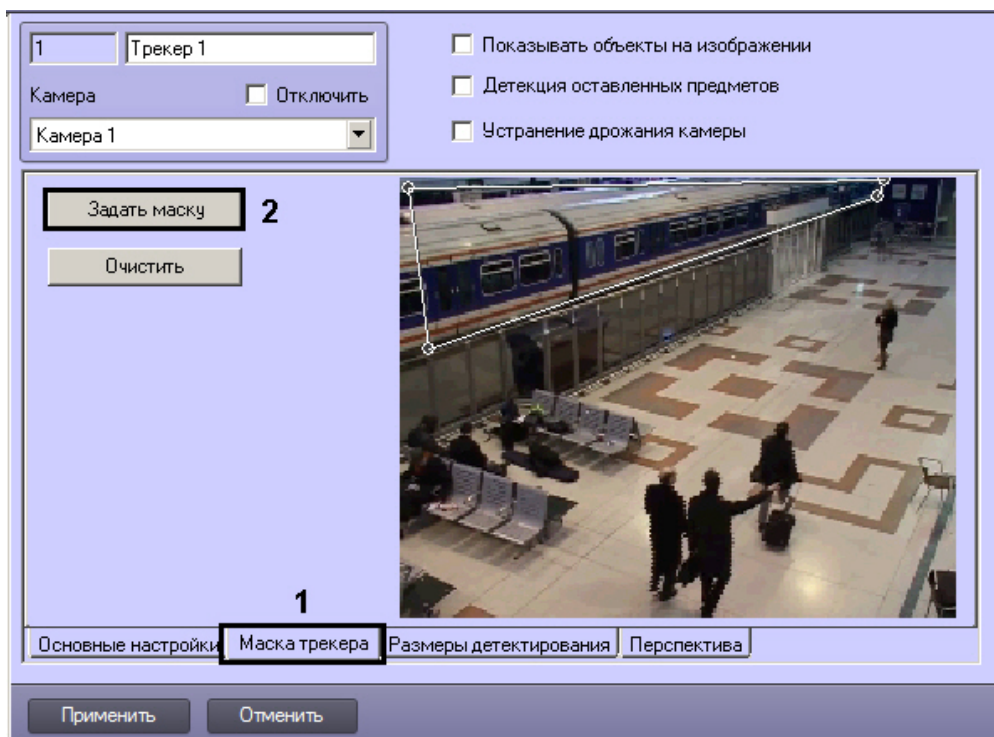 1
Трекер 1
Показывать объекты на изображении
Камера
Отключить
Детекция оставленных предметов
Камера 1
Устранение дрожания камеры
Задать маску
2
Очистить
1
Основные настройки
Маска трекера
Размеры детектирования
Перспектива
Применить
Отменить